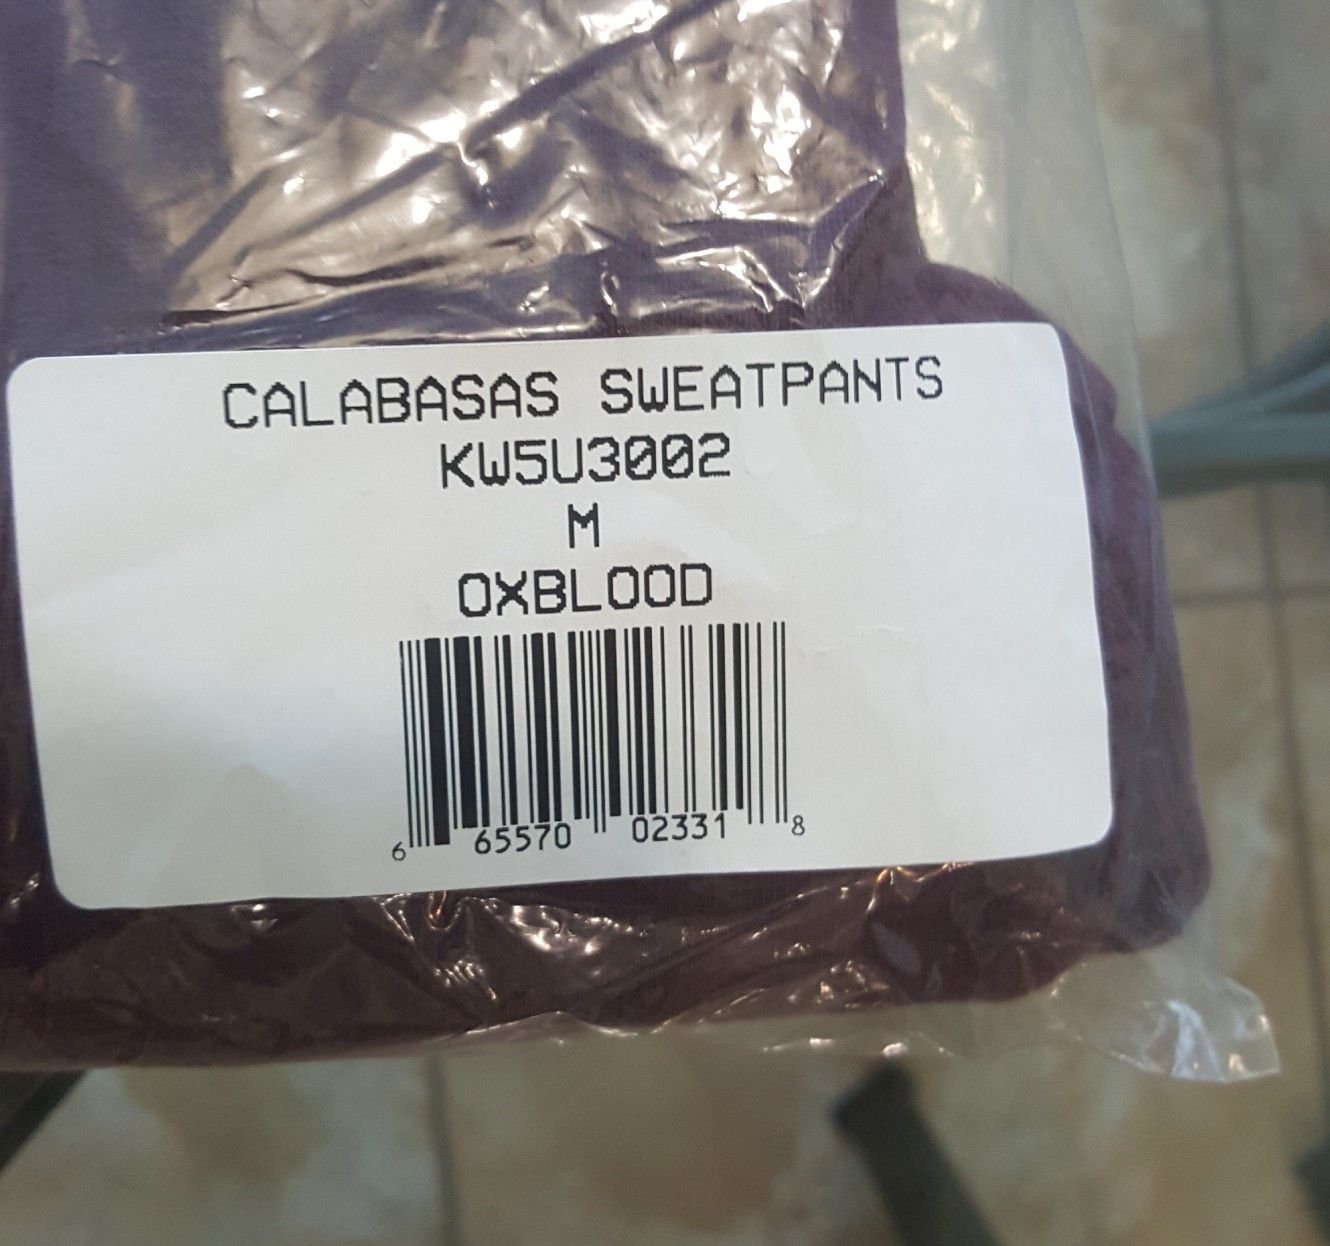 CALABASAS SWEATPANTS
KW5U3002
M
OXBLOOD
6 65570 02331 8